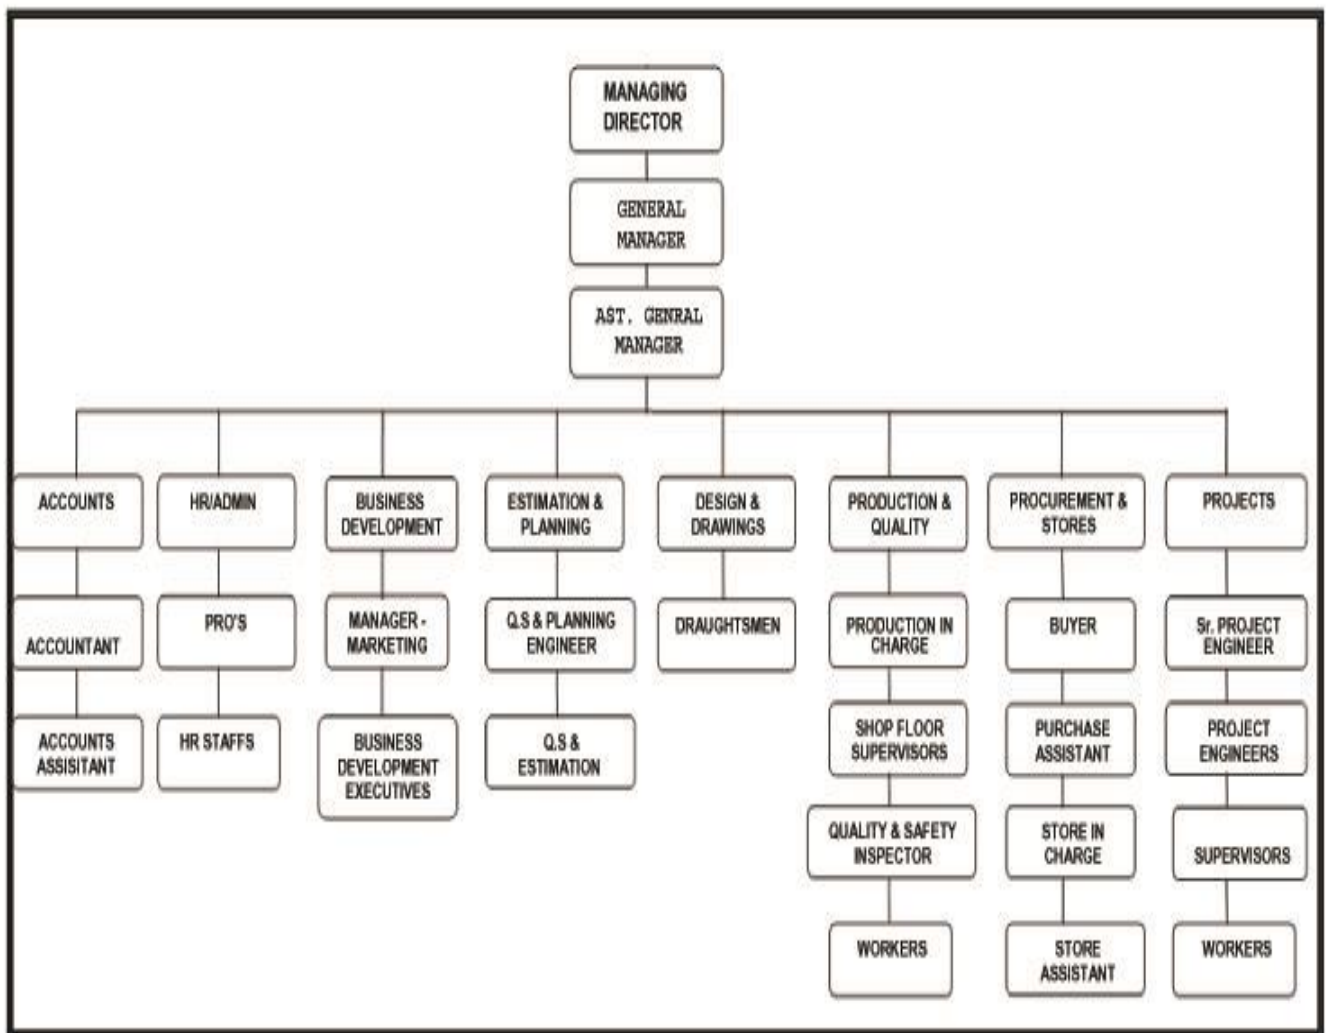 MANAGING
DIRECTOR
GENERAL
MANAGER
AST. GENRAL
MANAGER
ACCOUNTS
HR/ADMIN
BUSINESS
DEVELOPMENT
ESTIMATION &
PLANNING
DESIGN &
DRAWINGS
PRODUCTION &
QUALITY
PROCUREMENT &
STORES
PROJECTS
ACCOUNTANT
PRO'S
MANAGER -
MARKETING
Q.S & PLANNING
ENGINEER
DRAUGHTSMEN
PRODUCTION IN
CHARGE
BUYER
Sr. PROJECT
ENGINEER
ACCOUNTS
ASSISITANT
HR STAFFS
BUSINESS
DEVELOPMENT
EXECUTIVES
Q.S &
ESTIMATION
SHOP FLOOR
SUPERVISORS
PURCHASE
ASSISTANT
PROJECT
ENGINEERS
QUALITY & SAFETY
INSPECTOR
STORE IN
CHARGE
SUPERVISORS
WORKERS
STORE
ASSISTANT
WORKERS